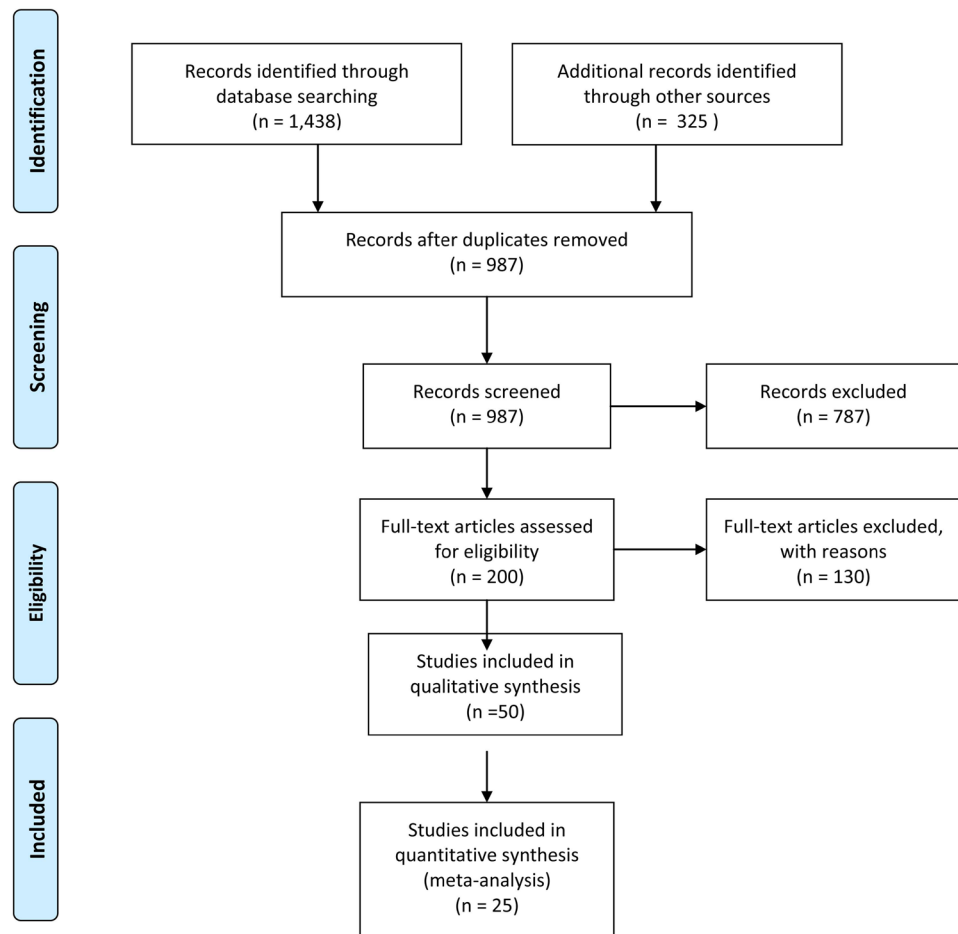 Identification
Records identified through
database searching
(n = 1,438)
Additional records identified
through other sources
(n = 325 )
Records after duplicates removed
(n = 987)
Screening
Records screened
(n = 987)
Records excluded
(n = 787)
Eligibility
Full-text articles assessed
for eligibility
(n = 200)
Full-text articles excluded,
with reasons
(n = 130)
Studies included in
qualitative synthesis
(n =50)
Included
Studies included in
quantitative synthesis
(meta-analysis)
(n = 25)